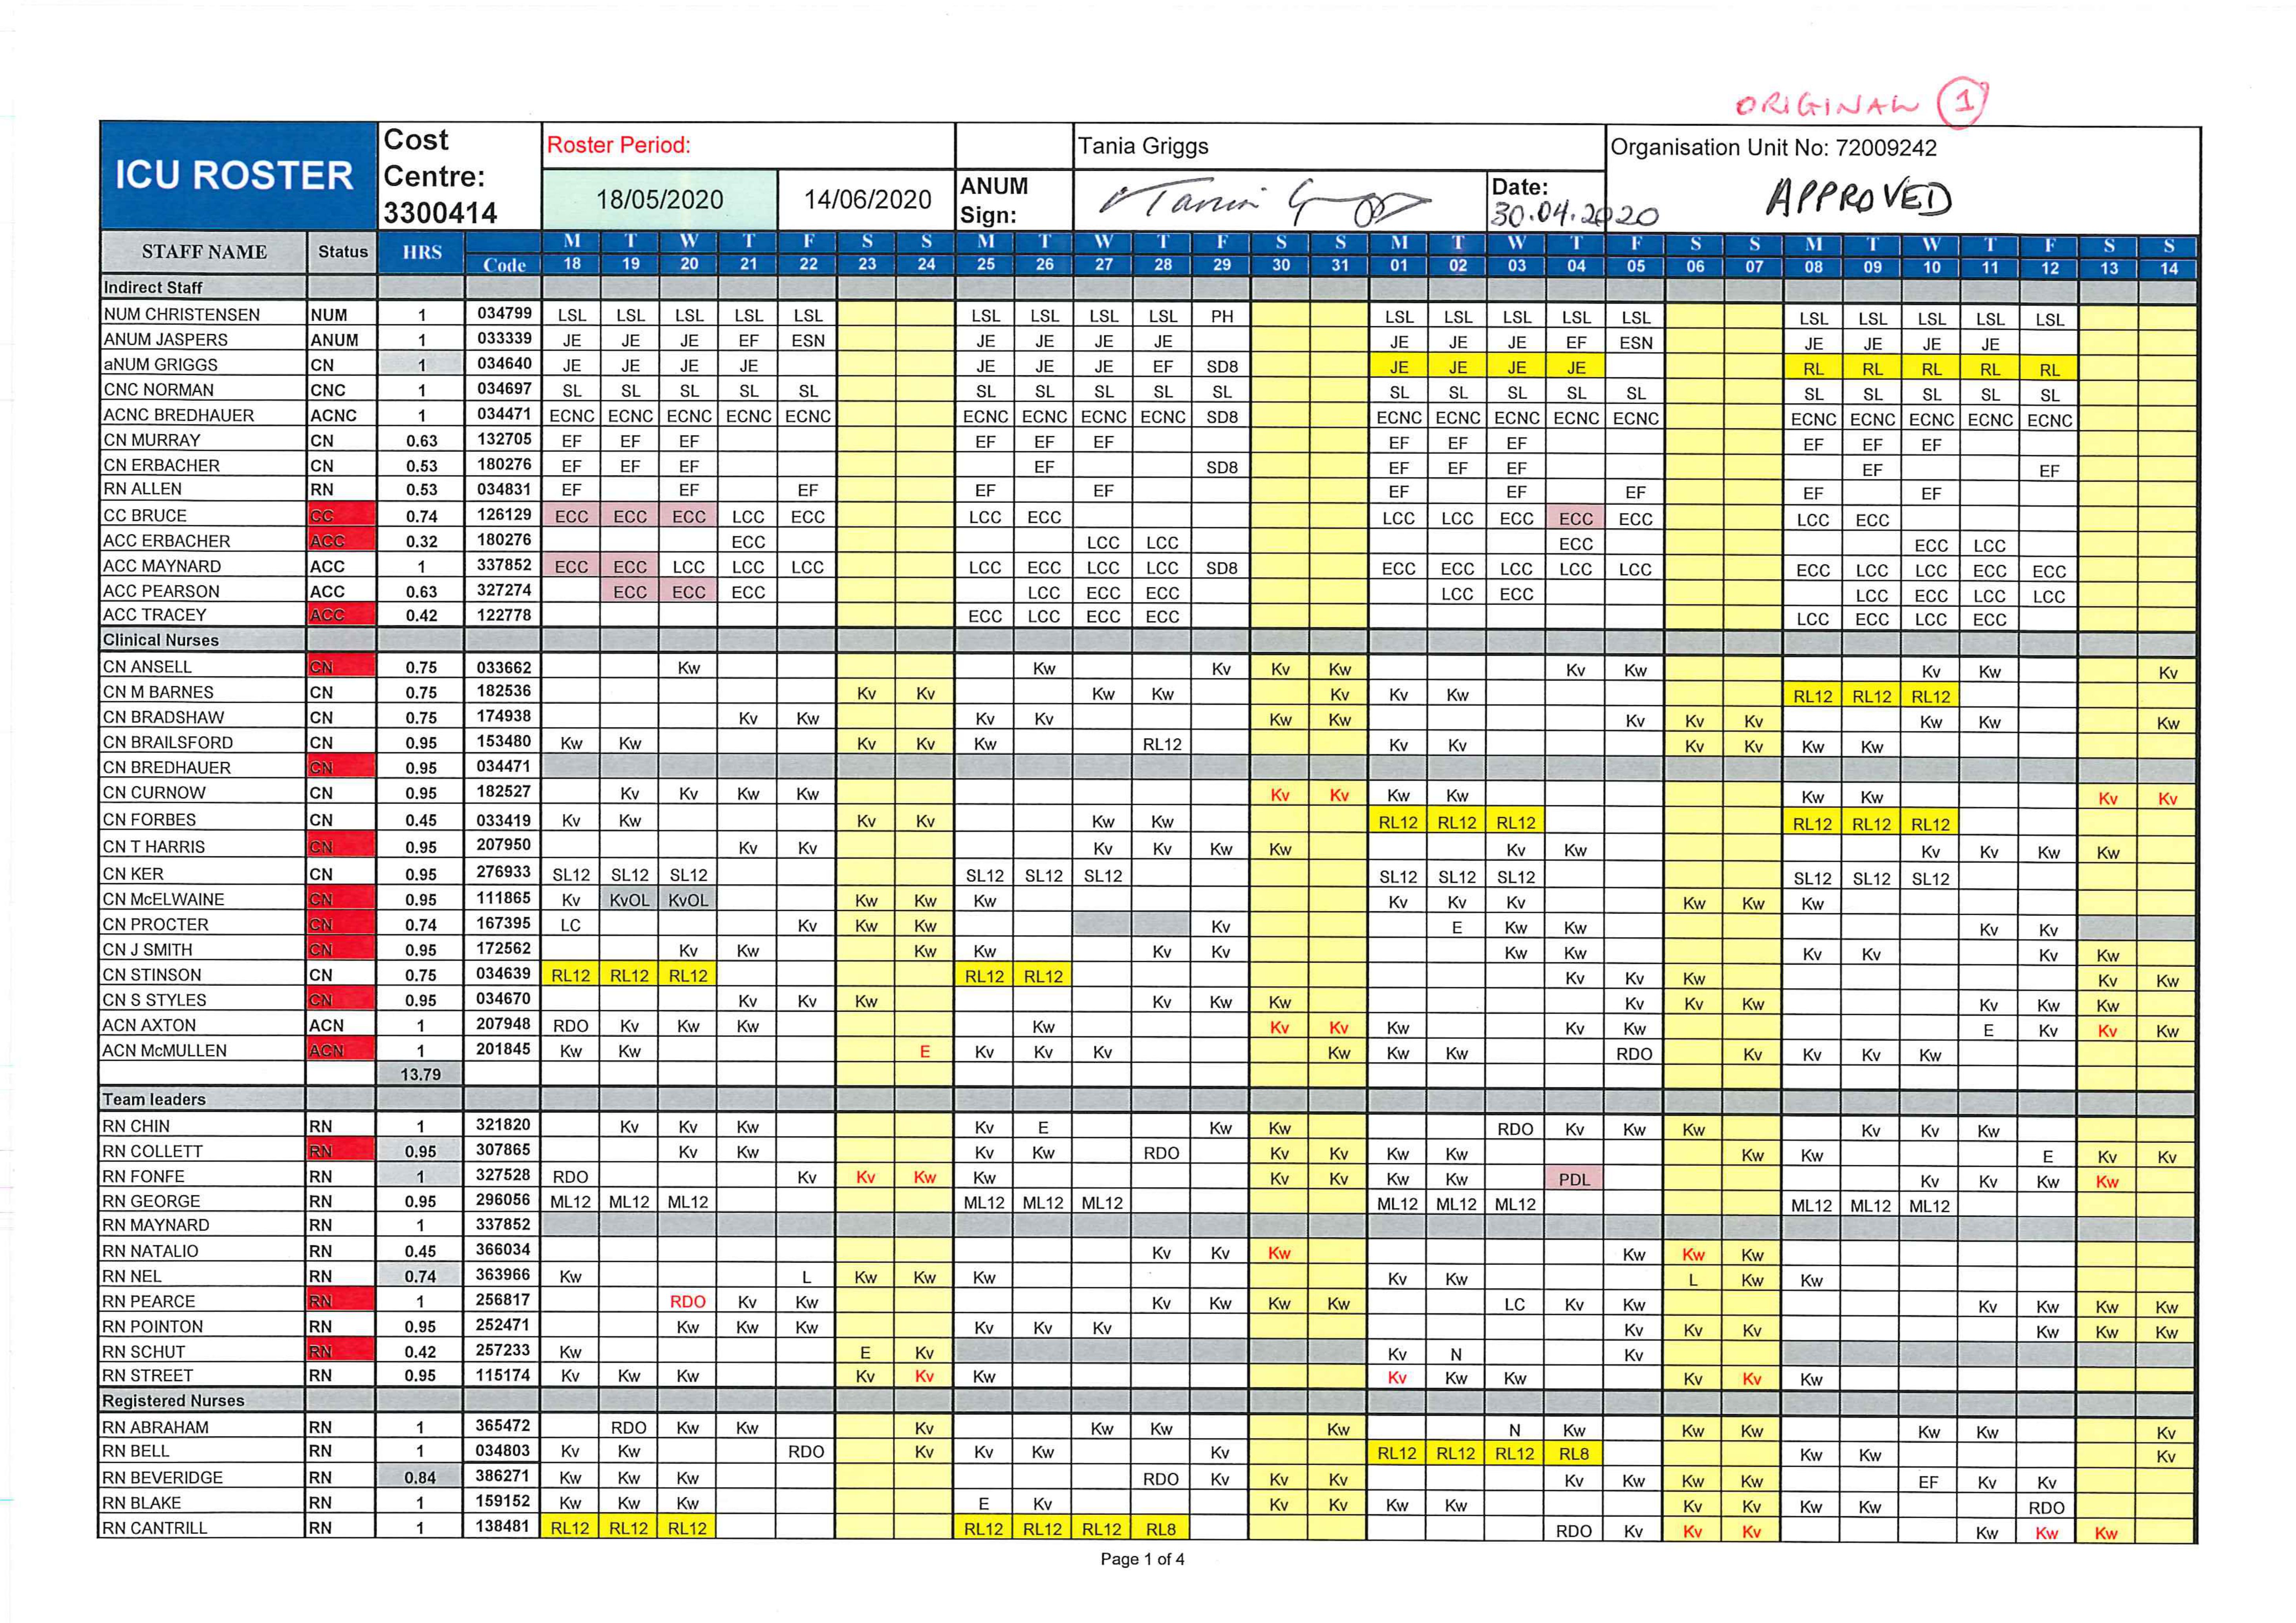 ORIGINAL 1
ICU ROSTER Cost Centre: 3300414 Roster Period: Tania Griggs Organisation Unit No: 72009242
18/05/2020 14/06/2020 ANUM Sign: Date: 30.04.2020 APPROVED
STAFF NAME Status HRS M T W T F S S M T W T F S S M T W T F S S M T W T F S S
Code 18 19 20 21 22 23 24 25 26 27 28 29 30 31 01 02 03 04 05 06 07 08 09 10 11 12 13 14
Indirect Staff
NUM CHRISTENSEN NUM 1 034799 LSL LSL LSL LSL LSL LSL LSL LSL LSL PH LSL LSL LSL LSL LSL LSL LSL LSL LSL LSL
ANUM JASPERS ANUM 1 033339 JE JE JE EF ESN JE JE JE JE JE JE JE EF ESN JE JE JE JE
aNUM GRIGGS CN 1 034640 JE JE JE JE JE JE JE EF SD8 JE JE JE JE RL RL RL RL RL
CNC NORMAN CNC 1 034697 SL SL SL SL SL SL SL SL SL SL SL SL SL SL SL SL SL SL SL SL
ACNC BREDHAUER ACNC 1 034471 ECNC ECNC ECNC ECNC ECNC ECNC ECNC ECNC ECNC SD8 ECNC ECNC ECNC ECNC ECNC ECNC ECNC ECNC ECNC ECNC
CN MURRAY CN 0.63 132705 EF EF EF EF EF EF EF EF EF EF EF EF
CN ERBACHER CN 0.53 180276 EF EF EF EF SD8 EF EF EF EF EF
RN ALLEN RN 0.53 034831 EF EF EF EF EF EF EF EF EF EF
CC BRUCE CC 0.74 126129 ECC ECC ECC LCC ECC LCC ECC LCC LCC ECC ECC ECC LCC ECC
ACC ERBACHER ACC 0.32 180276 ECC LCC LCC ECC ECC LCC
ACC MAYNARD ACC 1 337852 ECC ECC LCC LCC LCC LCC ECC LCC LCC SD8 ECC ECC LCC LCC LCC ECC LCC LCC ECC ECC
ACC PEARSON ACC 0.63 327274 ECC ECC ECC LCC ECC ECC LCC ECC LCC ECC LCC LCC
ACC TRACEY ACC 0.42 122778 ECC LCC ECC ECC LCC ECC LCC ECC
Clinical Nurses
CN ANSELL CN 0.75 033662 Kw Kw Kv Kv Kw Kv Kw Kv Kw Kv
CN M BARNES CN 0.75 182536 Kv Kv Kw Kw Kv Kv Kw RL12 RL12 RL12
CN BRADSHAW CN 0.75 174938 Kv Kw Kv Kv Kw Kw Kv Kv Kv Kw Kw Kw
CN BRAILSFORD CN 0.95 153480 Kw Kw Kv Kv Kw RL12 Kv Kv Kv Kv Kw Kw
CN BREDHAUER CN 0.95 034471
CN CURNOW CN 0.95 182527 Kv Kv Kw Kw Kv Kv Kw Kw Kw Kw Kv Kv
CN FORBES CN 0.45 033419 Kv Kw Kv Kv Kw Kw RL12 RL12 RL12 RL12 RL12 RL12
CN T HARRIS CN 0.95 207950 Kv Kv Kv Kv Kw Kw Kv Kw Kv Kv Kw Kw
CN KER CN 0.95 276933 SL12 SL12 SL12 SL12 SL12 SL12 SL12 SL12 SL12 SL12 SL12 SL12
CN McELWAINE CN 0.95 111865 Kv KvOL KvOL Kw Kw Kw Kv Kv Kv Kw Kw Kw
CN PROCTER CN 0.74 167395 LC Kv Kw Kw Kv E Kw Kw Kv Kv
CN J SMITH CN 0.95 172562 Kv Kw Kw Kw Kv Kv Kw Kw Kv Kv Kv Kw
CN STINSON CN 0.75 034639 RL12 RL12 RL12 RL12 RL12 Kv Kv Kw Kv Kw
CN S STYLES CN 0.95 034670 Kv Kv Kw Kv Kw Kw Kv Kv Kw Kv Kw Kw
ACN AXTON ACN 1 207948 RDO Kv Kw Kw Kw Kv Kv Kw Kv Kw E Kv Kv Kw
ACN McMULLEN ACN 1 201845 Kw Kw E Kv Kv Kv Kw Kw Kw RDO Kv Kv Kv Kw
13.79
Team leaders
RN CHIN RN 1 321820 Kv Kv Kw Kv E Kw Kw RDO Kv Kw Kw Kv Kv Kw
RN COLLETT RN 0.95 307865 Kv Kw Kv Kw RDO Kv Kv Kw Kw Kw Kw E Kv Kv
RN FONFE RN 1 327528 RDO Kv Kv Kw Kw Kv Kv Kw Kw PDL Kv Kv Kw Kw
RN GEORGE RN 0.95 296056 ML12 ML12 ML12 ML12 ML12 ML12 ML12 ML12 ML12 ML12 ML12 ML12
RN MAYNARD RN 1 337852
RN NATALIO RN 0.45 366034 Kv Kv Kw Kw Kw Kw
RN NEL RN 0.74 363966 Kw L Kw Kw Kw Kv Kw L Kw Kw
RN PEARCE RN 1 256817 RDO Kv Kw Kv Kw Kw Kw LC Kv Kw Kv Kw Kw Kw
RN POINTON RN 0.95 252471 Kw Kw Kw Kv Kv Kv Kv Kv Kv Kw Kw Kw
RN SCHUT RN 0.42 257233 Kw E Kv Kv N Kv
RN STREET RN 0.95 115174 Kv Kw Kw Kv Kv Kw Kv Kw Kw Kv Kv Kw
Registered Nurses
RN ABRAHAM RN 1 365472 RDO Kw Kw Kv Kw Kw Kw N Kw Kw Kw Kw Kw Kv
RN BELL RN 1 034803 Kv Kw RDO Kv Kv Kw Kv RL12 RL12 RL12 RL8 Kw Kw Kv
RN BEVERIDGE RN 0.84 386271 Kw Kw Kw RDO Kv Kv Kv Kv Kw Kw Kw EF Kv Kv
RN BLAKE RN 1 159152 Kw Kw Kw E Kv Kv Kv Kw Kw Kv Kv Kw Kw RDO
RN CANTRILL RN 1 138481 RL12 RL12 RL12 RL12 RL12 RL12 RL8 RDO Kv Kv Kv Kw Kw Kw
Page 1 of 4